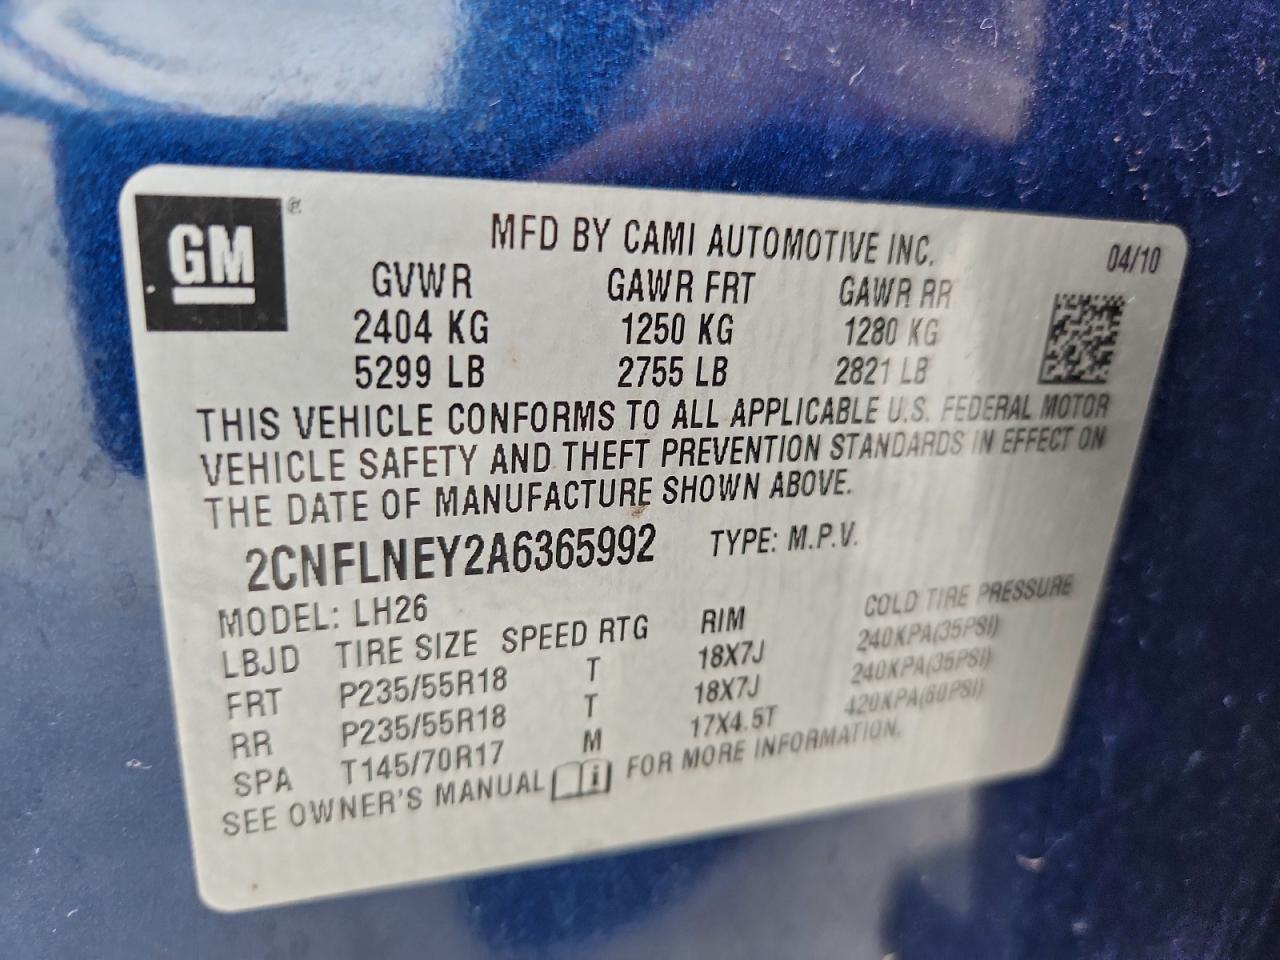 GM ®
MFD BY CAMI AUTOMOTIVE INC. 04/10
GVWR GAWR FRT GAWR RR
2404 KG 1250 KG 1280 KG
5299 LB 2755 LB 2821 LB
THIS VEHICLE CONFORMS TO ALL APPLICABLE U.S. FEDERAL MOTOR
VEHICLE SAFETY AND THEFT PREVENTION STANDARDS IN EFFECT ON
THE DATE OF MANUFACTURE SHOWN ABOVE.
2CNFLNEY2A6365992 TYPE: M.P.V.
MODEL: LH26
LBJD TIRE SIZE SPEED RTG RIM COLD TIRE PRESSURE
FRT P235/55R18 T 18X7J 240KPA(35PSI)
RR P235/55R18 T 18X7J 240KPA(35PSI)
SPA T145/70R17 M 17X4.5T 420KPA(60PSI)
SEE OWNER'S MANUAL i FOR MORE INFORMATION.